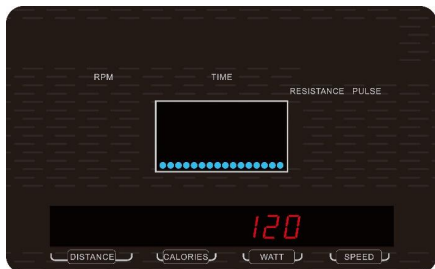 RPM TIME
RESISTANCE PULSE
120
DISTANCE CALORIES WATT SPEED